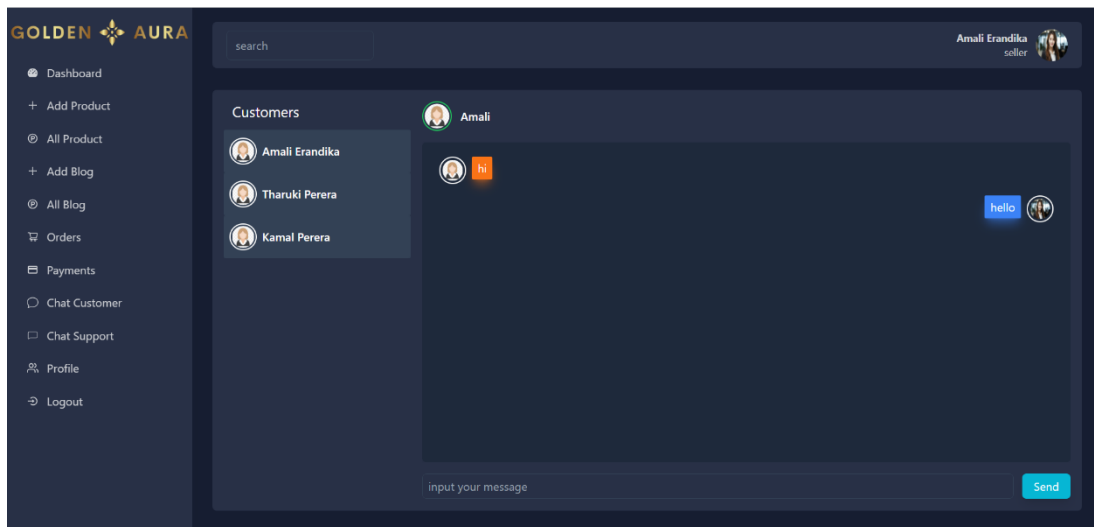 GOLDEN AURA
Dashboard
Add Product
All Product
Add Blog
All Blog
Orders
Payments
Chat Customer
Chat Support
Profile
Logout
search
Amali Erandika
seller
Customers
Amali Erandika
Tharuki Perera
Kamal Perera
Amali
hi
hello
input your message
Send